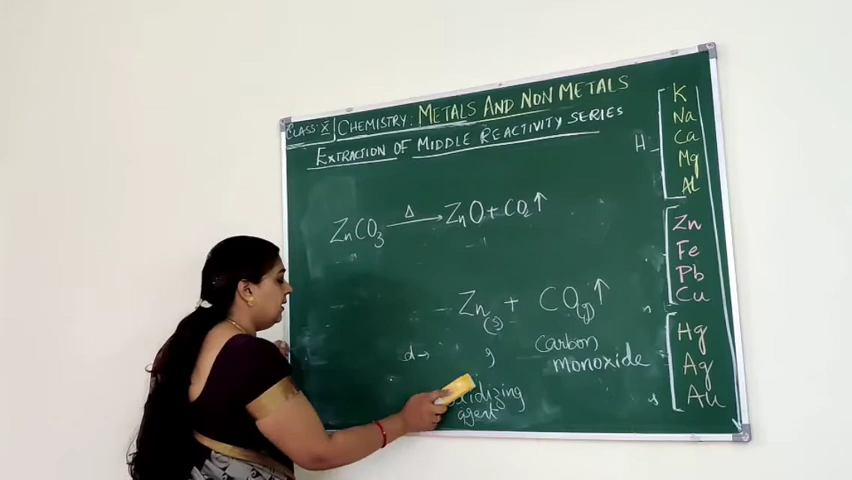 CLASS: X CHEMISTRY: METALS AND NON METALS
EXTRACTION OF MIDDLE REACTIVITY SERIES
ZnCO3 Δ→ ZnO + CO2 ↑
Zn(s) + CO(g) ↑
carbon
monoxide
agent
H
K
Na
Ca
Mg
Al
Zn
Fe
Pb
Cu
Hg
Ag
Au